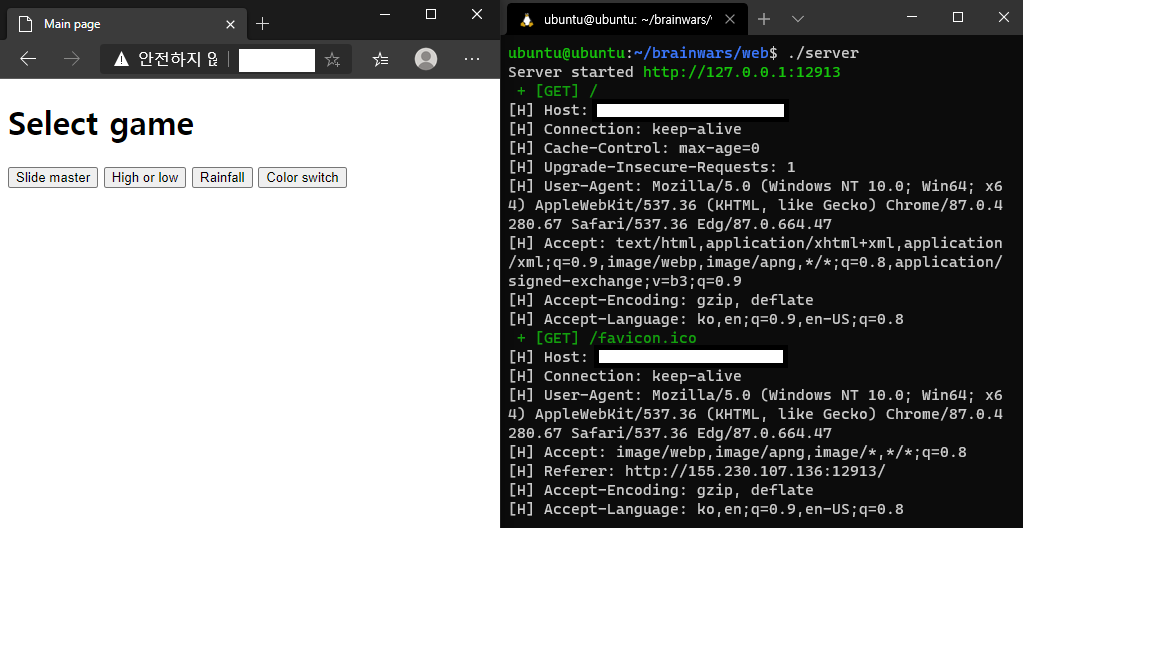 Main page
안전하지 않
Select game
Slide master High or low Rainfall Color switch
ubuntu@ubuntu: ~/brainwars/
ubuntu@ubuntu:~/brainwars/web$ ./server
Server started http://127.0.0.1:12913
+ [GET] /
[H] Host:
[H] Connection: keep-alive
[H] Cache-Control: max-age=0
[H] Upgrade-Insecure-Requests: 1
[H] User-Agent: Mozilla/5.0 (Windows NT 10.0; Win64; x6
4) AppleWebKit/537.36 (KHTML, like Gecko) Chrome/87.0.4
280.67 Safari/537.36 Edg/87.0.664.47
[H] Accept: text/html,application/xhtml+xml,application
/xml;q=0.9,image/webp,image/apng,*/*;q=0.8,application/
signed-exchange;v=b3;q=0.9
[H] Accept-Encoding: gzip, deflate
[H] Accept-Language: ko,en;q=0.9,en-US;q=0.8
+ [GET] /favicon.ico
[H] Host:
[H] Connection: keep-alive
[H] User-Agent: Mozilla/5.0 (Windows NT 10.0; Win64; x6
4) AppleWebKit/537.36 (KHTML, like Gecko) Chrome/87.0.4
280.67 Safari/537.36 Edg/87.0.664.47
[H] Accept: image/webp,image/apng,image/*,*/*;q=0.8
[H] Referer: http://155.230.107.136:12913/
[H] Accept-Encoding: gzip, deflate
[H] Accept-Language: ko,en;q=0.9,en-US;q=0.8